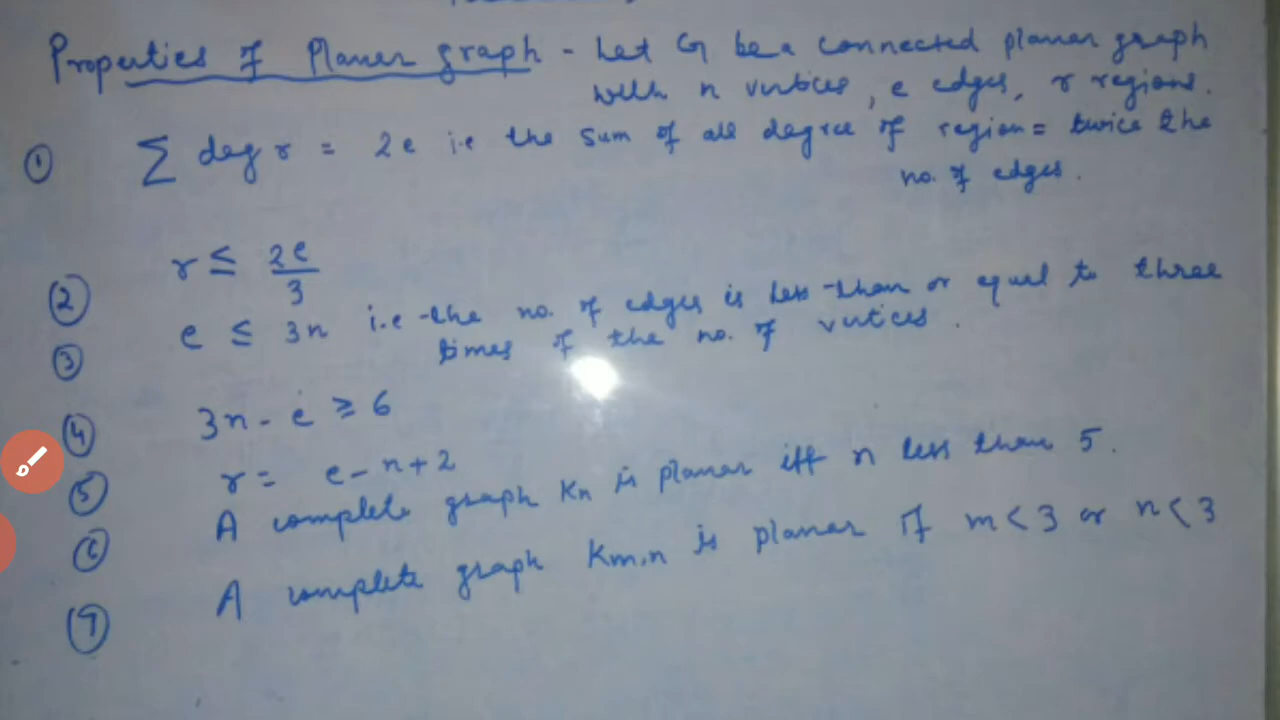 Properties of Planer graph - Let G be a connected planar graph
with n vertices, e edges, r regions.
① ∑ deg r = 2e i.e the sum of all degree of region = twice the
no. of edges.
② r ≤ 2e/3
③ e ≤ 3n i.e the no. of edges is less than or equal to three
times of the no. of vertices.
④ 3n - e ≥ 6
⑤ r = e - n + 2
⑥ A complete graph Kn is planar iff n less than 5.
⑦ A complete graph Km,n is planar if m < 3 or n < 3